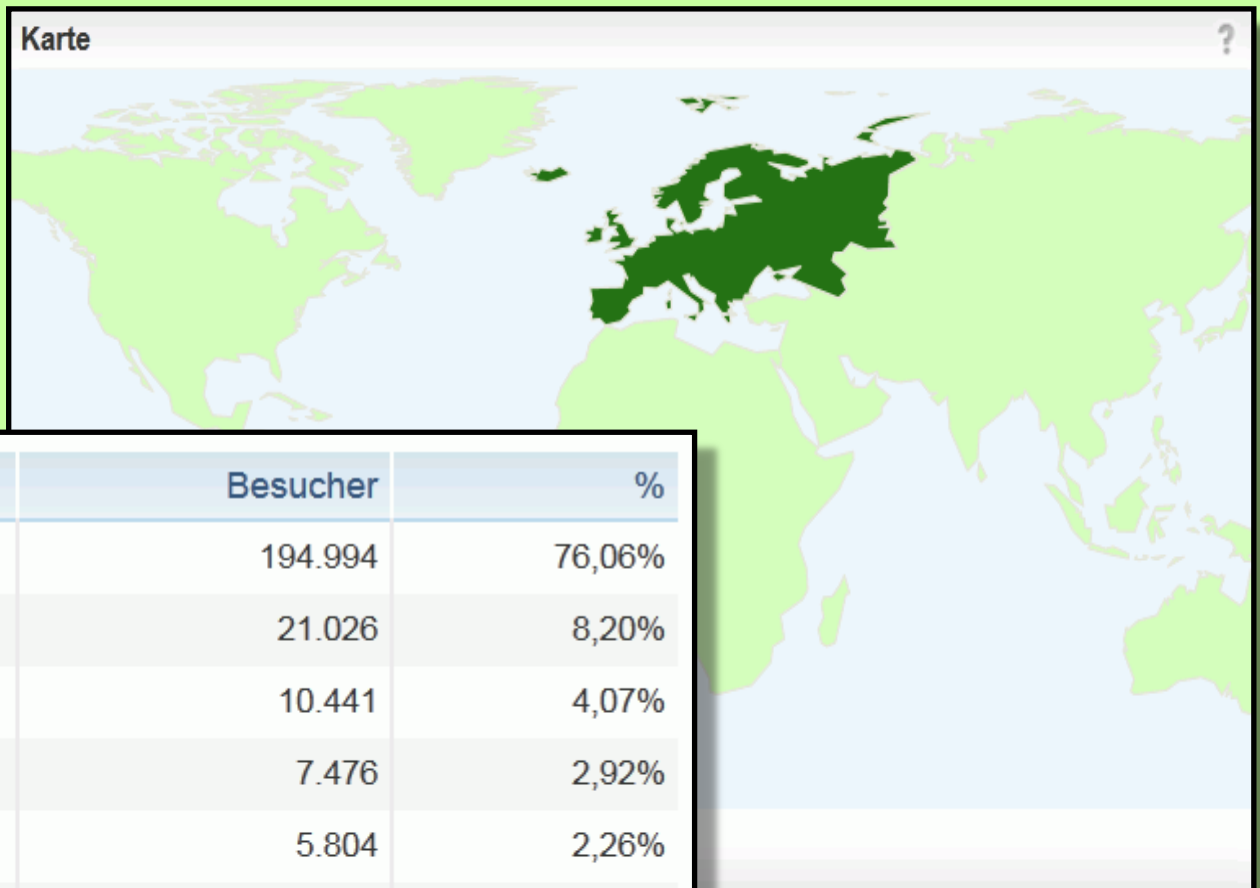 Karte ?
Besucher %
194.994 76,06%
21.026 8,20%
10.441 4,07%
7.476 2,92%
5.804 2,26%